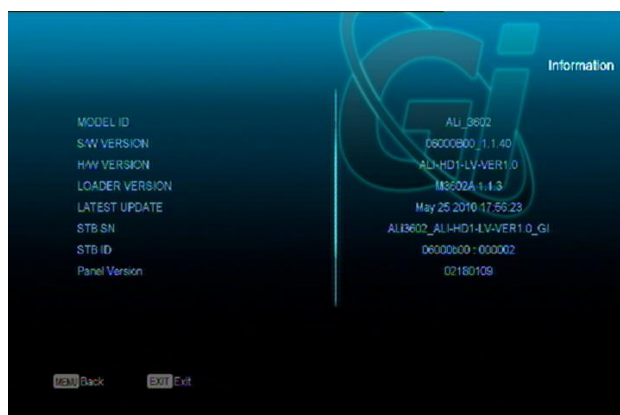 Information
MODEL ID ALi_3602
S/W VERSION 06000B00_1.1.40
H/W VERSION ALI-HD1-LV-VER1.0
LOADER VERSION M3602A 1.1.3
LATEST UPDATE May 25 2010 17:56:23
STB SN ALi3602_ALI-HD1-LV-VER1.0_GI
STB ID 06000b00 : 000002
Panel Version 02180109
MENU Back EXIT Exit